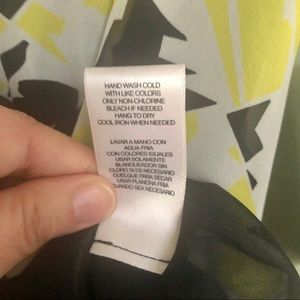 HAND WASH COLD
WITH LIKE COLORS
ONLY NON-CHLORINE
BLEACH IF NEEDED
HANG TO DRY
COOL IRON WHEN NEEDED
LAVAR A MANO CON
AGUA FRIA
CON COLORES IGUALES
USAR SOLAMENTE
BLANQUEADOR SIN
CLORO SI ES NECESARIO
CUELGUE PARA SECAR
USAR PLANCHA FRIA
CUANDO SEA NECESARIO